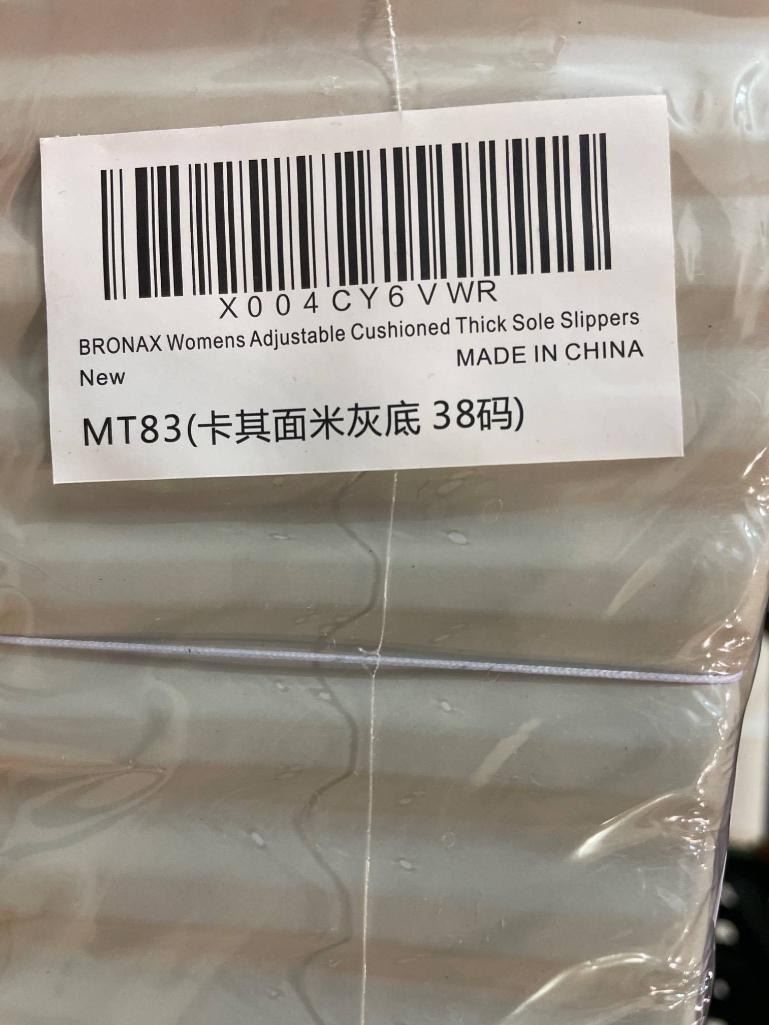 X004CY6VWR
BRONAX Womens Adjustable Cushioned Thick Sole Slippers
New
MADE IN CHINA
MT83(卡其面米灰底 38码)